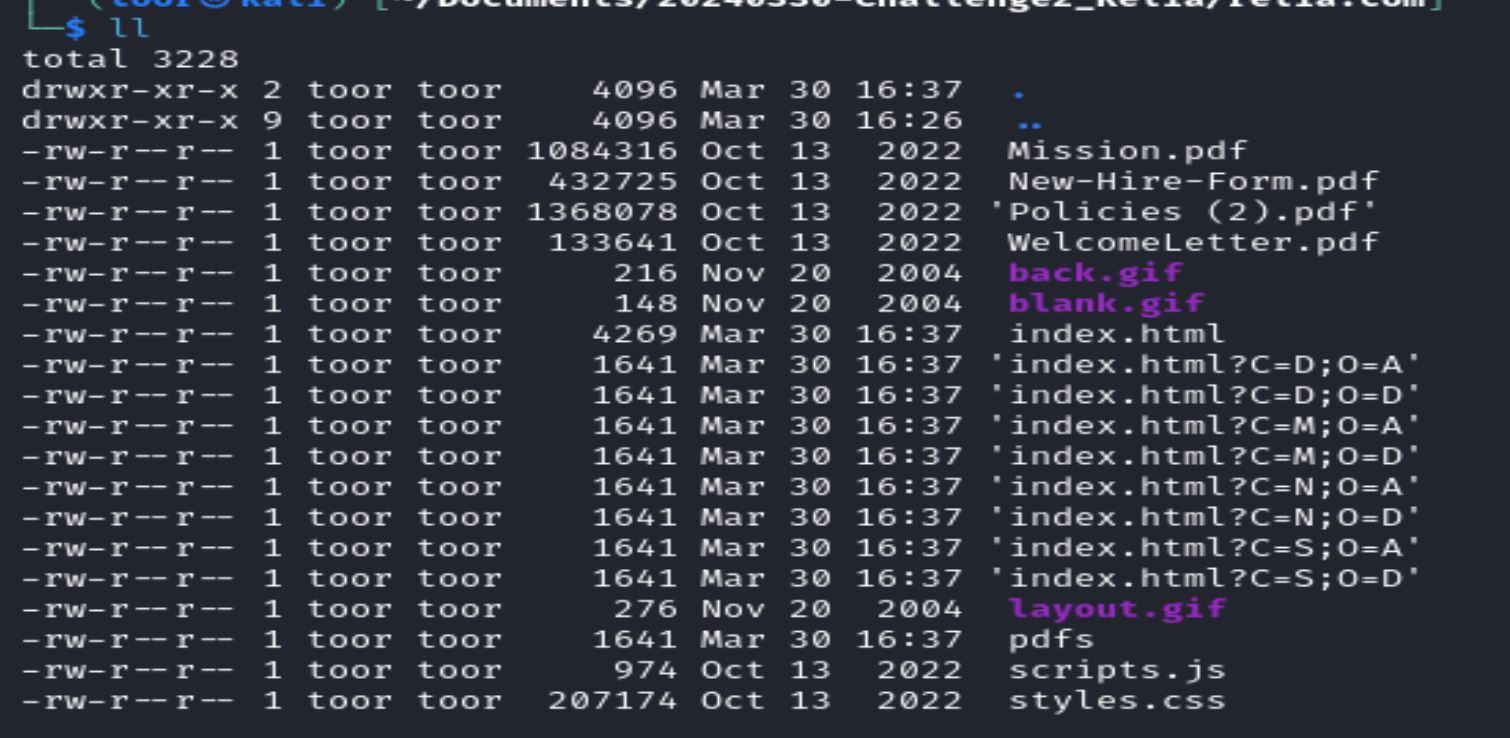 (toor㉿kali) [~/Documents/20240330-Challenge2_Relia/relia.com]
└─$ ll
total 3228
drwxr-xr-x 2 toor toor 4096 Mar 30 16:37 .
drwxr-xr-x 9 toor toor 4096 Mar 30 16:26 ..
-rw-r--r-- 1 toor toor 1084316 Oct 13 2022 Mission.pdf
-rw-r--r-- 1 toor toor 432725 Oct 13 2022 New-Hire-Form.pdf
-rw-r--r-- 1 toor toor 1368078 Oct 13 2022 'Policies (2).pdf'
-rw-r--r-- 1 toor toor 133641 Oct 13 2022 WelcomeLetter.pdf
-rw-r--r-- 1 toor toor 216 Nov 20 2004 back.gif
-rw-r--r-- 1 toor toor 148 Nov 20 2004 blank.gif
-rw-r--r-- 1 toor toor 4269 Mar 30 16:37 index.html
-rw-r--r-- 1 toor toor 1641 Mar 30 16:37 'index.html?C=D;O=A'
-rw-r--r-- 1 toor toor 1641 Mar 30 16:37 'index.html?C=D;O=D'
-rw-r--r-- 1 toor toor 1641 Mar 30 16:37 'index.html?C=M;O=A'
-rw-r--r-- 1 toor toor 1641 Mar 30 16:37 'index.html?C=M;O=D'
-rw-r--r-- 1 toor toor 1641 Mar 30 16:37 'index.html?C=N;O=A'
-rw-r--r-- 1 toor toor 1641 Mar 30 16:37 'index.html?C=N;O=D'
-rw-r--r-- 1 toor toor 1641 Mar 30 16:37 'index.html?C=S;O=A'
-rw-r--r-- 1 toor toor 1641 Mar 30 16:37 'index.html?C=S;O=D'
-rw-r--r-- 1 toor toor 276 Nov 20 2004 layout.gif
-rw-r--r-- 1 toor toor 1641 Mar 30 16:37 pdfs
-rw-r--r-- 1 toor toor 974 Oct 13 2022 scripts.js
-rw-r--r-- 1 toor toor 207174 Oct 13 2022 styles.css